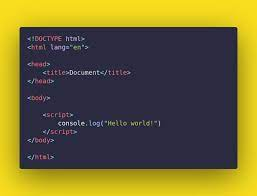 <!DOCTYPE html>
<html lang="en">
<head>
<title>Document</title>
</head>
<body>
<script>
console.log("Hello world!")
</script>
</body>
</html>